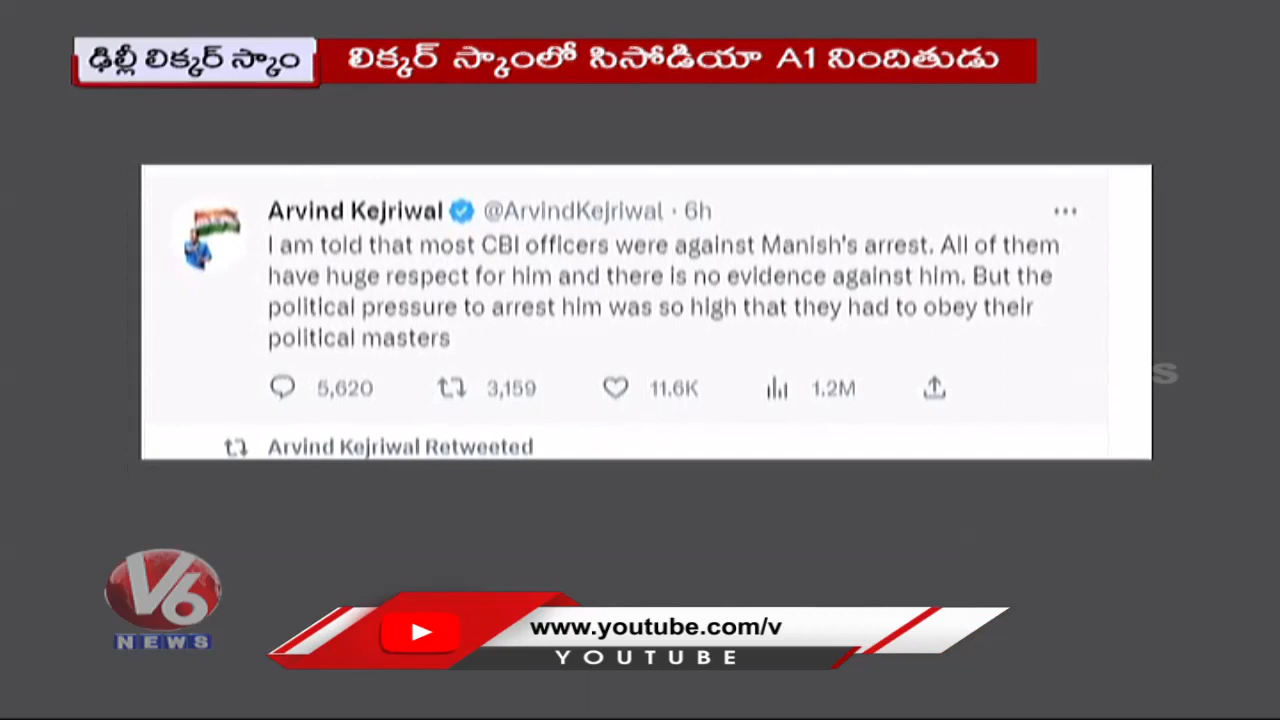 ఢిల్లీ లిక్కర్ స్కాం
లిక్కర్ స్కాంలో సిసోడియా A1 నిందితుడు
Arvind Kejriwal @ArvindKejriwal · 6h
I am told that most CBI officers were against Manish's arrest. All of them
have huge respect for him and there is no evidence against him. But the
political pressure to arrest him was so high that they had to obey their
political masters
5,620 3,159 11.6K 1.2M
Arvind Kejriwal Retweeted
V6
NEWS
www.youtube.com/v
YOUTUBE